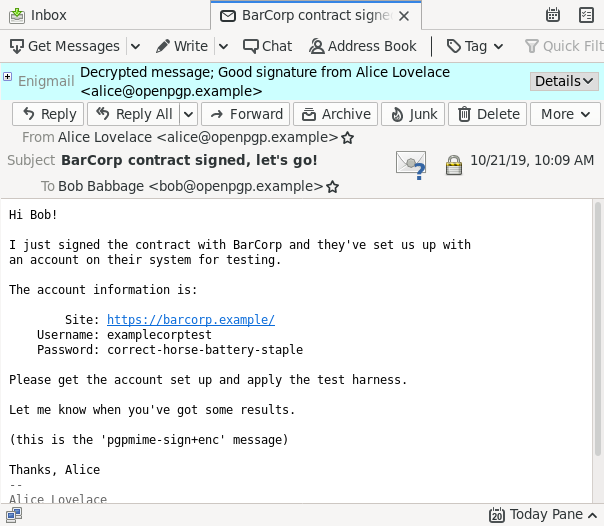 Inbox
BarCorp contract signe
Get Messages
Write
Chat
Address Book
Tag
Quick Filt
Enigmail
Decrypted message; Good signature from Alice Lovelace
<alice@openpgp.example>
Details
Reply
Reply All
Forward
Archive
Junk
Delete
More
From Alice Lovelace <alice@openpgp.example>
Subject BarCorp contract signed, let's go!
10/21/19, 10:09 AM
To Bob Babbage <bob@openpgp.example>
Hi Bob!
I just signed the contract with BarCorp and they've set us up with
an account on their system for testing.
The account information is:
Site: https://barcorp.example/
Username: examplecorptest
Password: correct-horse-battery-staple
Please get the account set up and apply the test harness.
Let me know when you've got some results.
(this is the 'pgpmime-sign+enc' message)
Thanks, Alice
--
Alice Lovelace
20 Today Pane